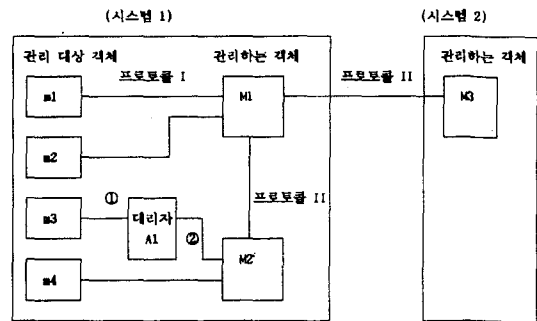 (시스템 1) (시스템 2)
관리 대상 객체 관리하는 객체 관리하는 객체
프로토콜 I 프로토콜 II
m1 M1 M3
m2
① 프로토콜 II
m3 대리자
A1
②
M2
m4